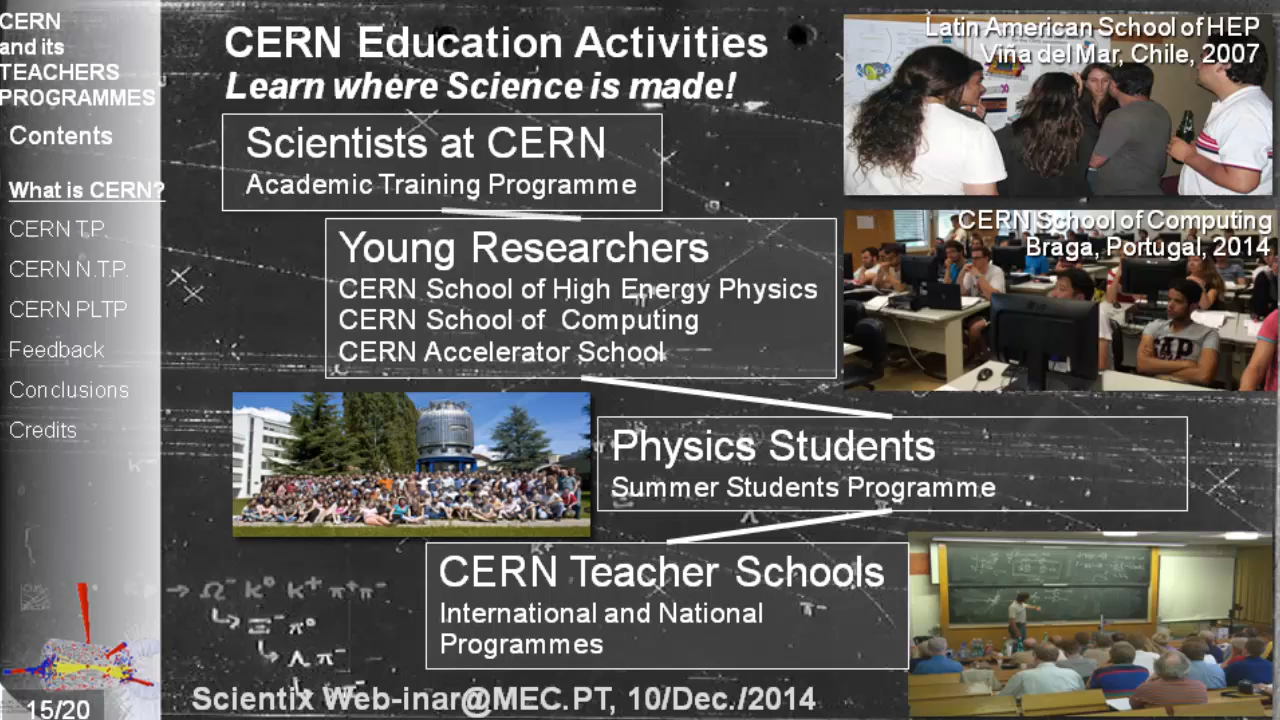 CERN
and its
TEACHERS
PROGRAMMES
Contents
What is CERN?
CERN T.P.
CERN N.T.P.
CERN PLTP
Feedback
Conclusions
Credits
15/20
CERN Education Activities
Learn where Science is made!
Scientists at CERN
Academic Training Programme
Young Researchers
CERN School of High Energy Physics
CERN School of Computing
CERN Accelerator School
Physics Students
Summer Students Programme
CERN Teacher Schools
International and National
Programmes
Latin American School of HEP
Viña del Mar, Chile, 2007
CERN School of Computing
Braga, Portugal, 2014
GAP
→ Ω⁻ K⁰ K⁺ π⁺ π⁻
↳ Ξ⁻ π⁰
↳ Λ π⁻
Scientix Web-inar@MEC.PT, 10/Dec./2014